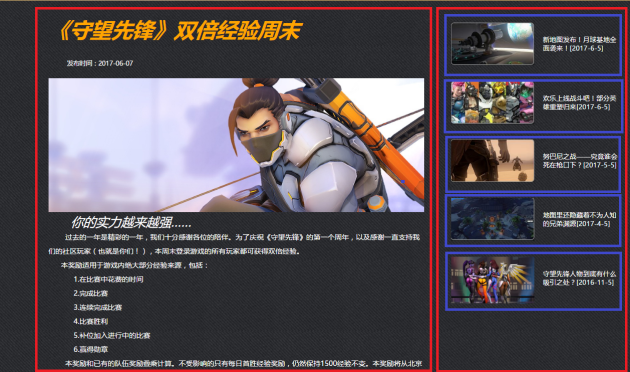 《守望先锋》双倍经验周末
发布时间：2017-06-07
你的实力越来越强……
过去的一年是精彩的一年，我们十分感谢各位的陪伴。为了庆祝《守望先锋》的第一个周年，以及感谢一直支持我
们的社区玩家（也就是你们！），本周末登录游戏的所有玩家都可获得双倍经验。
本奖励适用于游戏内绝大部分经验来源，包括：
1.在比赛中花费的时间
2.完成比赛
3.连续完成比赛
4.比赛胜利
5.补位加入进行中的比赛
6.赢得勋章
本奖励和已有的队伍奖励叠乘计算。不受影响的只有每日首胜经验奖励，仍然保持1500经验不变。本奖励将从北京
新地图发布！月球基地全
面袭来！[2017-6-5]
欢乐上线战斗吧！部分英
雄重塑归来[2017-6-5]
努巴尼之战——究竟谁会
死在枪口下？[2017-5-5]
地图里还隐藏着不为人知
的兄弟渊源[2017-4-5]
守望先锋人物到底有什么
吸引之处？[2016-11-5]